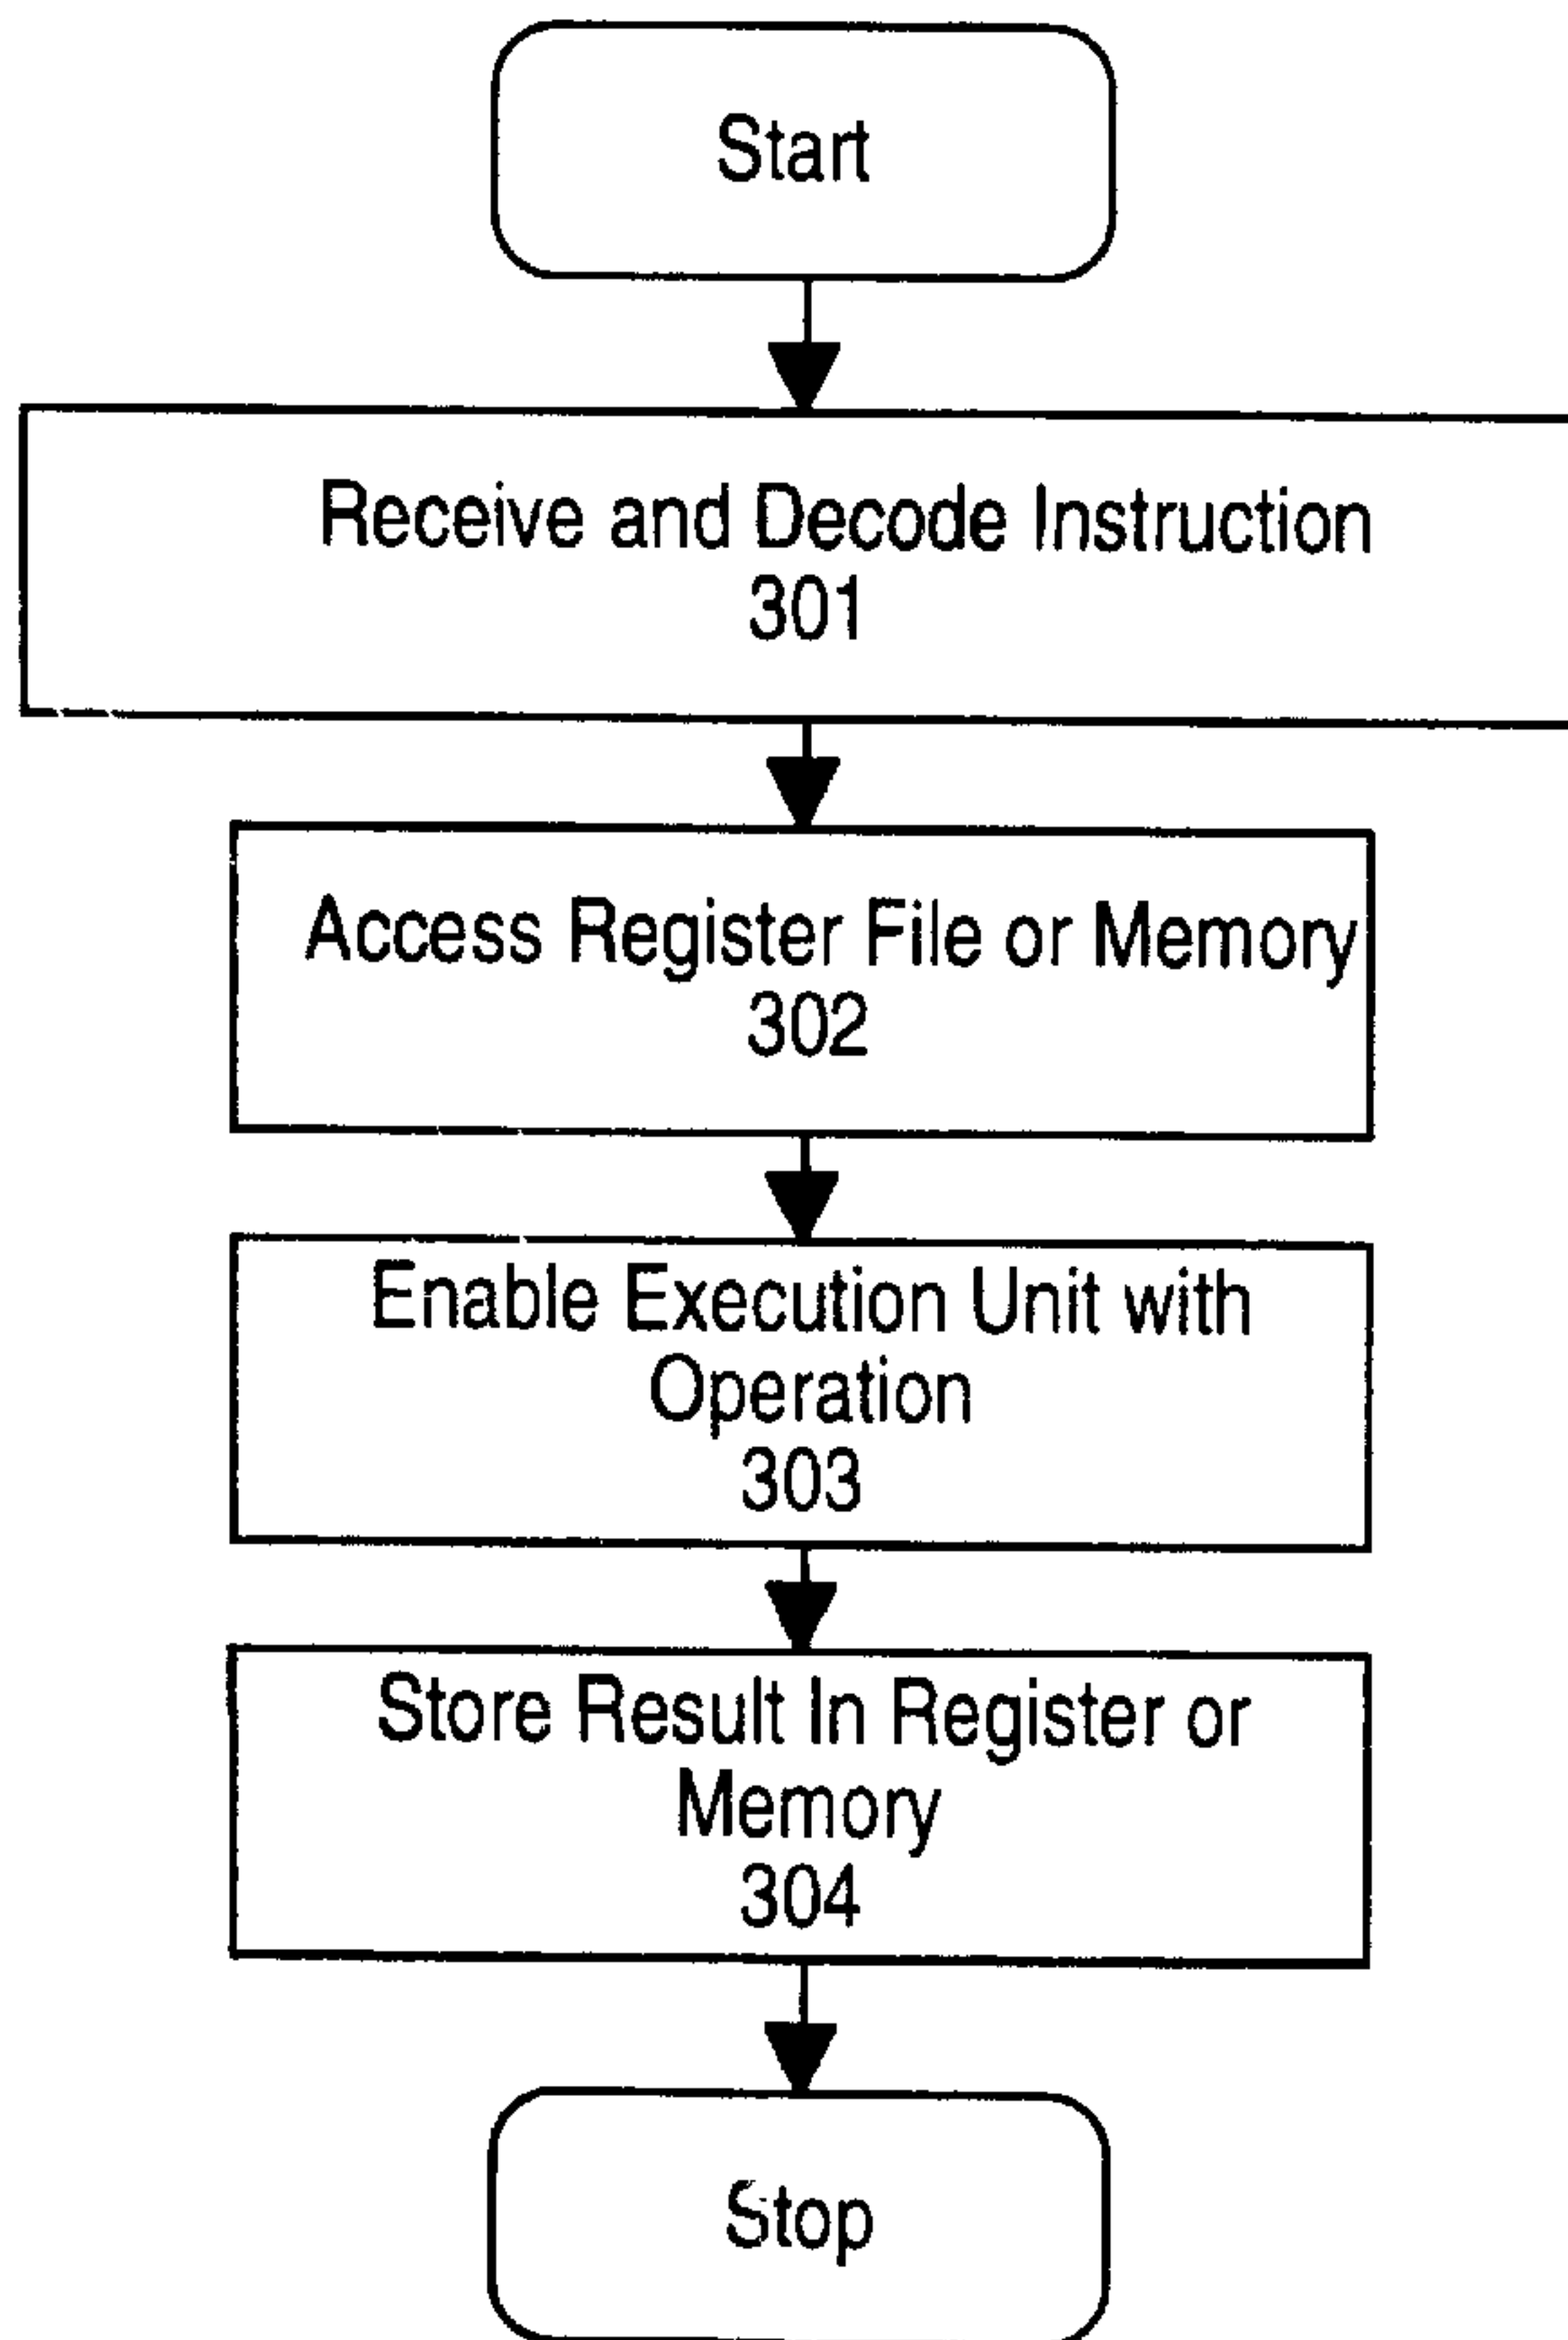 Start
Receive and Decode Instruction
301
Access Register File or Memory
302
Enable Execution Unit with
Operation
303
Store Result In Register or
Memory
304
Stop